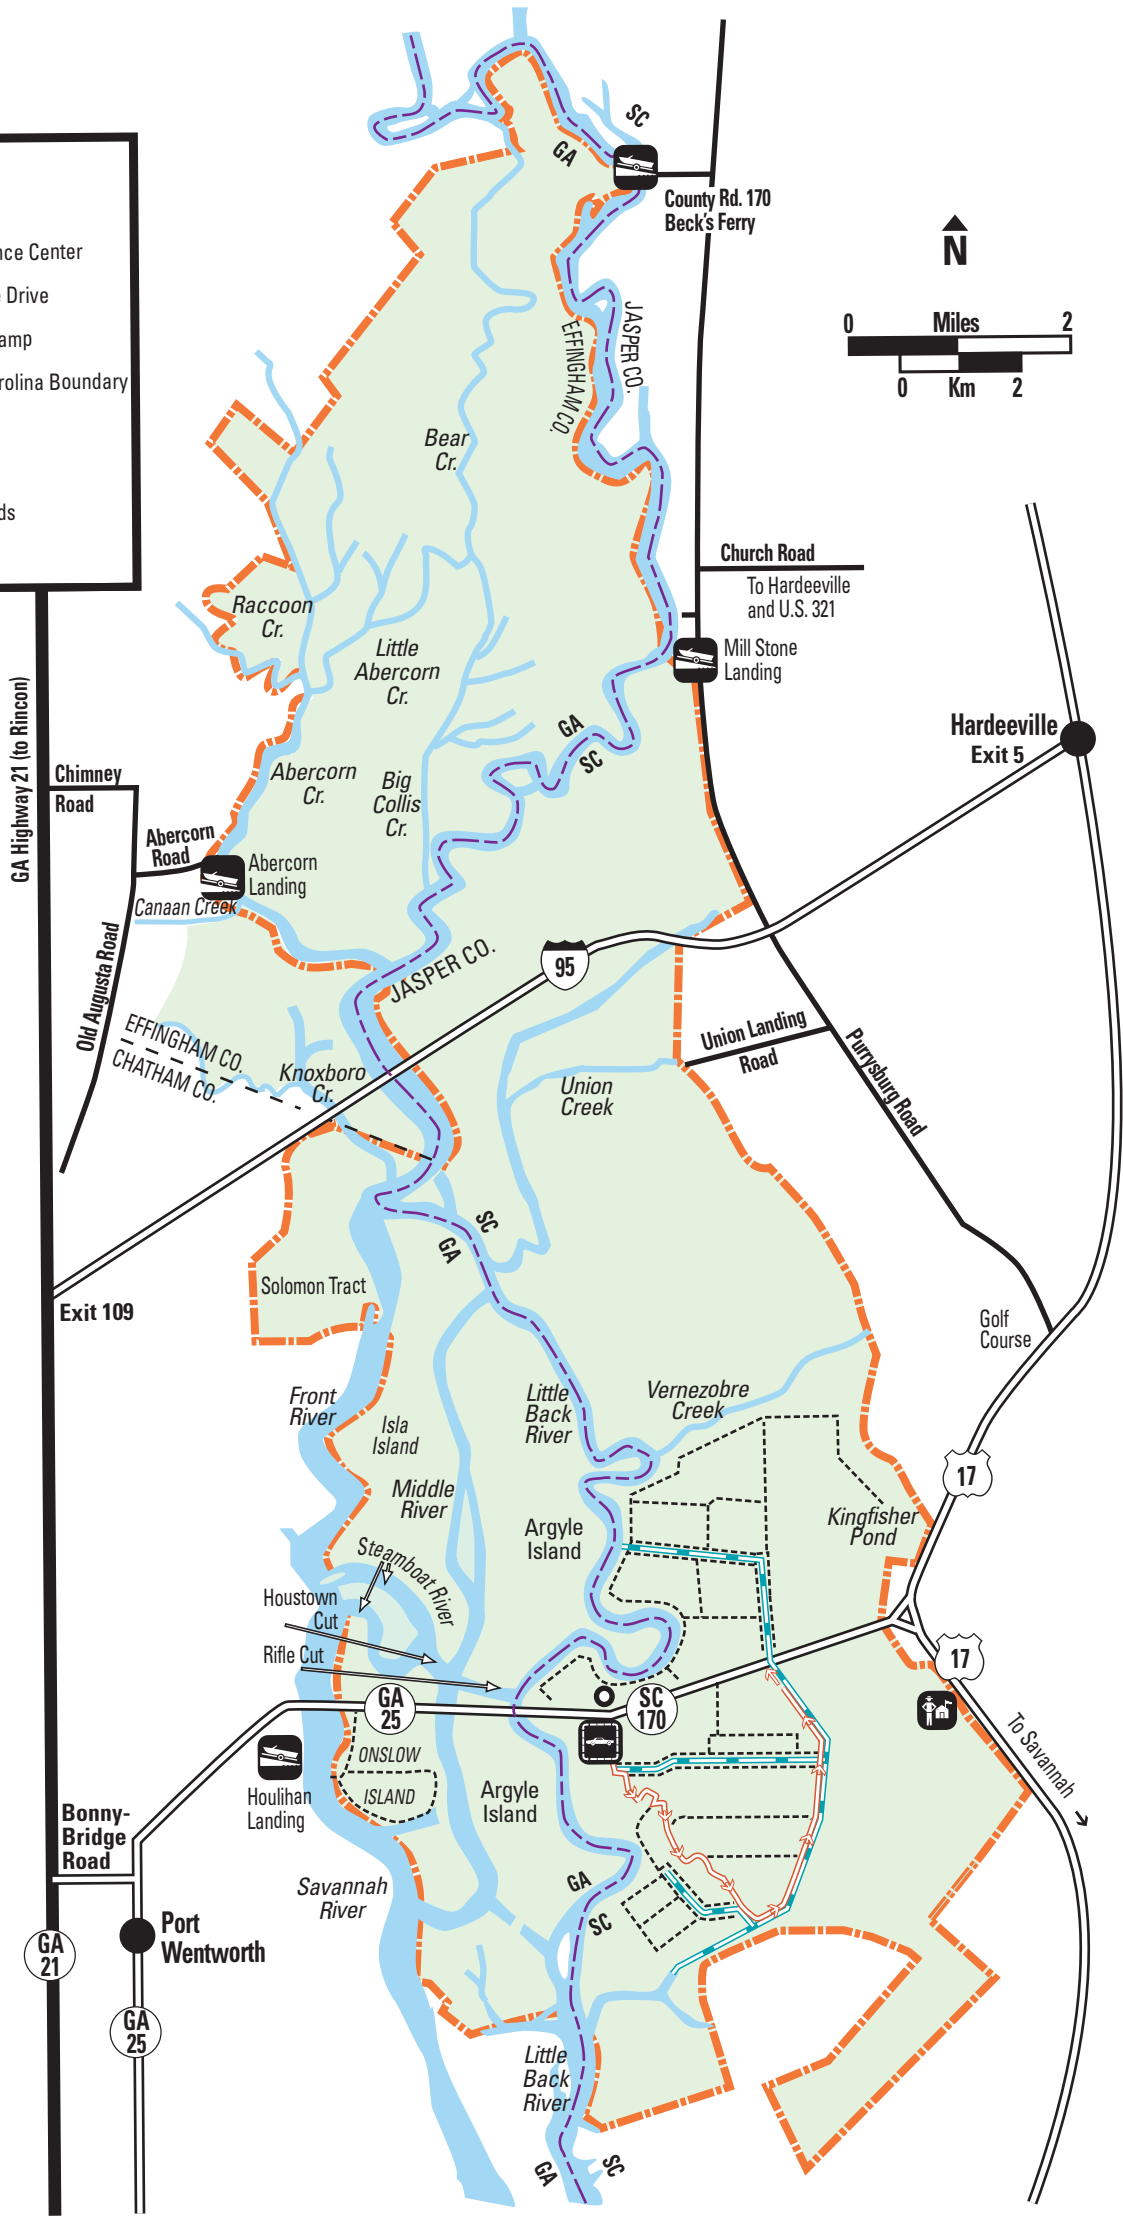 SC
GA
County Rd. 170
Beck's Ferry
N
0 Miles 2
0 Km 2
Center
Drive
Boundary
JASPER CO.
EFFINGHAM CO.
Bear
Cr.
Church Road
To Hardeeville
and U.S. 321
Raccoon
Cr.
Little
Abercorn
Cr.
Mill Stone
Landing
GA
SC
Hardeeville
Exit 5
GA Highway 21 (to Rincon)
Chimney
Road
Abercorn
Cr.
Big
Collis
Cr.
Abercorn
Road
Abercorn
Landing
Canaan Creek
Old Augusta Road
JASPER CO.
95
EFFINGHAM CO.
CHATHAM CO.
Knoxboro
Cr.
Union
Creek
Union Landing
Road
Purrysburg Road
SC
GA
Solomon Tract
Exit 109
Golf
Course
Front
River
Isla
Island
Little
Back
River
Vernezobre
Creek
17
Middle
River
Argyle
Island
Kingfisher
Pond
Steamboat River
Houstown
Cut
Rifle Cut
17
GA
25
SC
170
To Savannah
ONSLOW
ISLAND
Houlihan
Landing
Argyle
Island
Bonny-
Bridge
Road
Savannah
River
GA
SC
Port
Wentworth
GA
21
GA
25
Little
Back
River
GA
SC